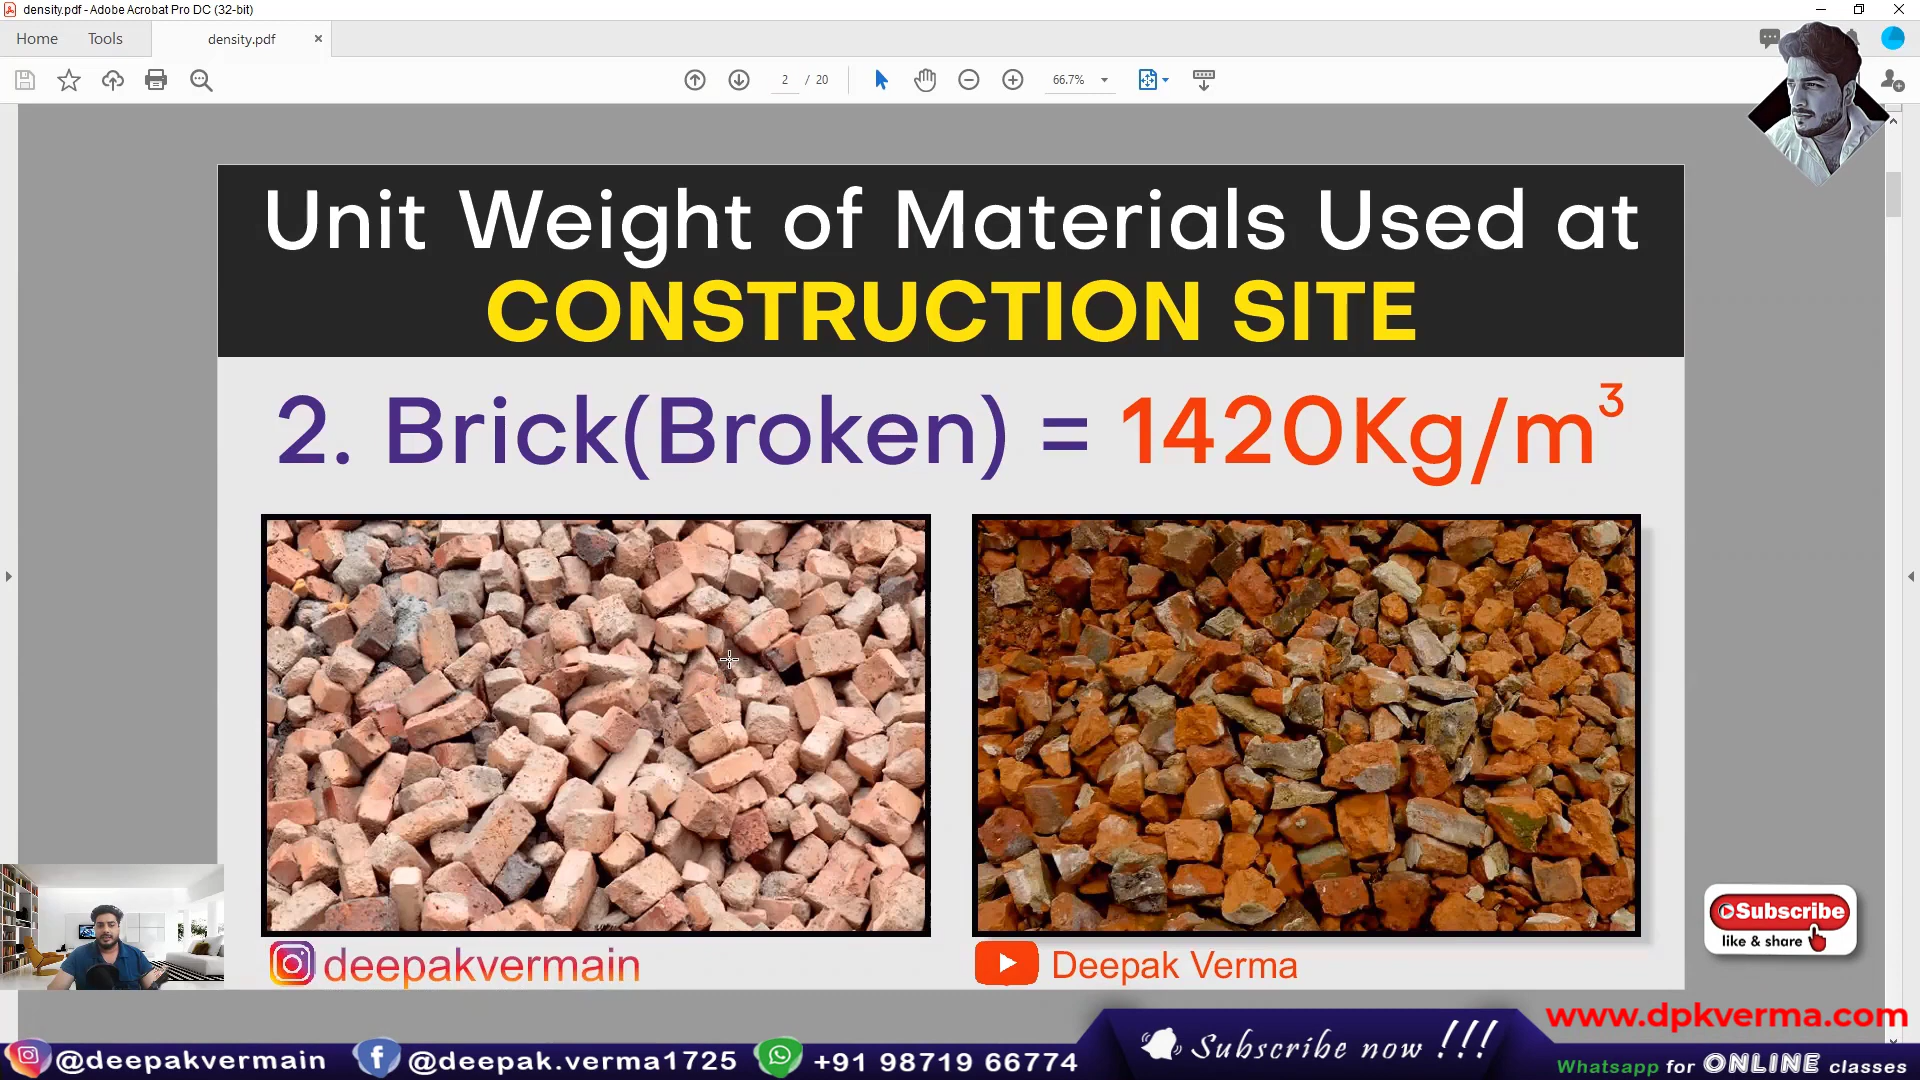 density.pdf - Adobe Acrobat Pro DC (32-bit)
Home Tools density.pdf
2 / 20 66.7%
Unit Weight of Materials Used at
CONSTRUCTION SITE
2. Brick(Broken) = 1420Kg/m³
deepakvermain
Deepak Verma
Subscribe
like & share
www.dpkverma.com
@deepakvermain @deepak.verma1725 +91 98719 66774
Subscribe now !!!
Whatsapp for ONLINE classes